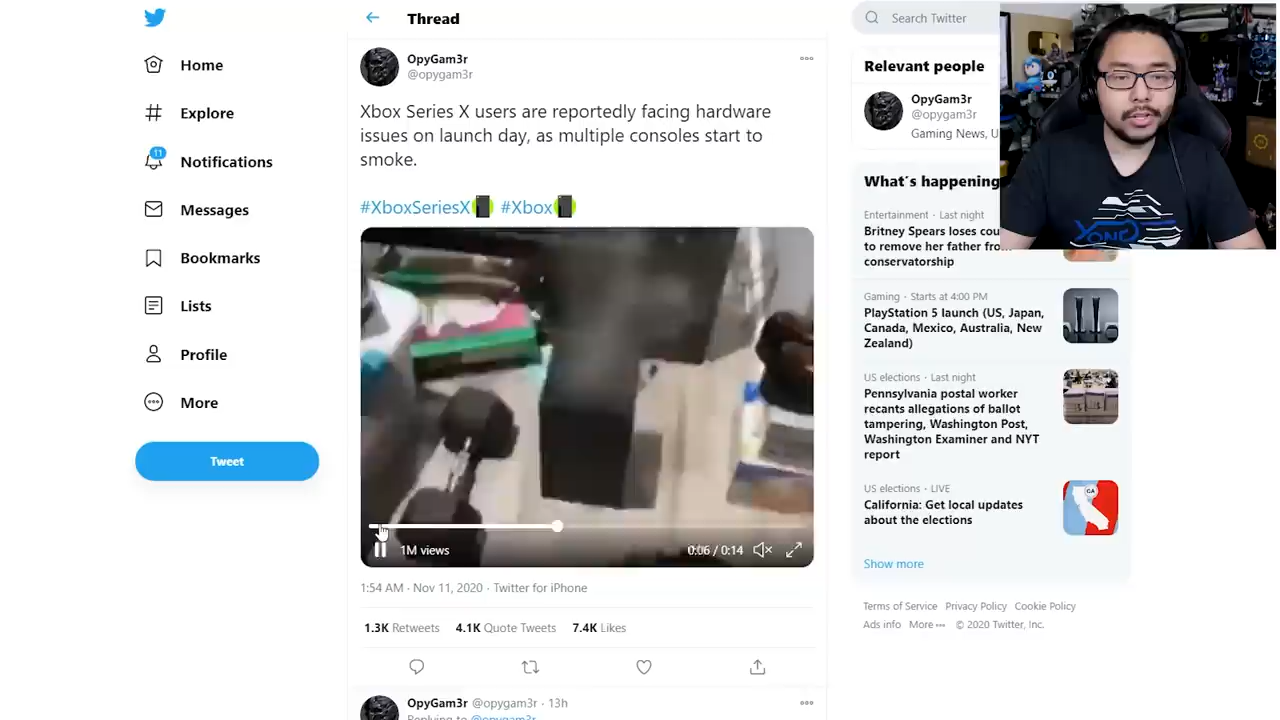 Home
Explore
11
Notifications
Messages
Bookmarks
Lists
Profile
More
Tweet
Thread
OpyGam3r
@opygam3r
Xbox Series X users are reportedly facing hardware
issues on launch day, as multiple consoles start to
smoke.
#XboxSeriesX #Xbox
1M views
0:06 / 0:14
1:54 AM · Nov 11, 2020 · Twitter for iPhone
1.3K Retweets 4.1K Quote Tweets 7.4K Likes
OpyGam3r @opygam3r · 13h
Replying to @opygam3r
Search Twitter
Relevant people
OpyGam3r
@opygam3r
Gaming News, U
What's happening
Entertainment · Last night
Britney Spears loses cou
to remove her father fro
conservatorship
Gaming · Starts at 4:00 PM
PlayStation 5 launch (US, Japan,
Canada, Mexico, Australia, New
Zealand)
US elections · Last night
Pennsylvania postal worker
recants allegations of ballot
tampering, Washington Post,
Washington Examiner and NYT
report
US elections · LIVE
California: Get local updates
about the elections
CA
Show more
Terms of Service Privacy Policy Cookie Policy
Ads info More © 2020 Twitter, Inc.
YONG